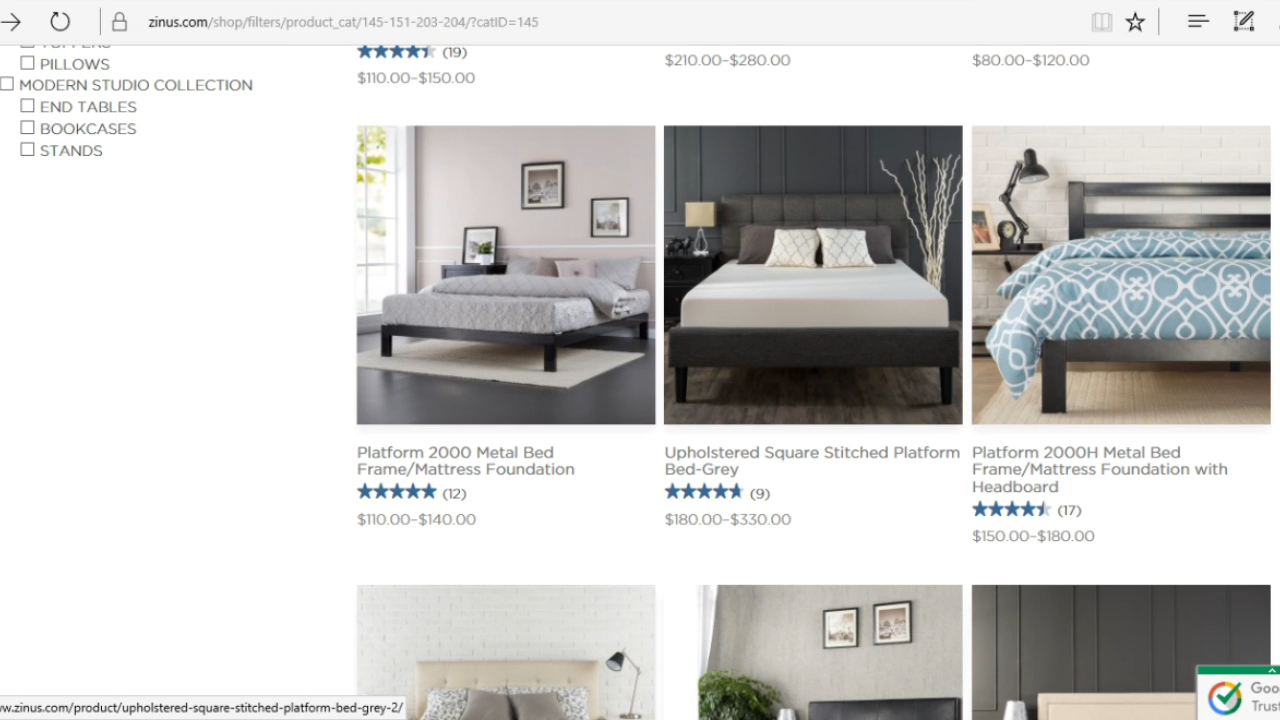 zinus.com/shop/filters/product_cat/145-151-203-204/?catID=145
TOPPERS
PILLOWS
MODERN STUDIO COLLECTION
END TABLES
BOOKCASES
STANDS
(19)
$110.00–$150.00
$210.00–$280.00
$80.00–$120.00
Platform 2000 Metal Bed
Frame/Mattress Foundation
(12)
$110.00–$140.00
Upholstered Square Stitched Platform
Bed-Grey
(9)
$180.00–$330.00
Platform 2000H Metal Bed
Frame/Mattress Foundation with
Headboard
(17)
$150.00–$180.00
w.zinus.com/product/upholstered-square-stitched-platform-bed-grey-2/
Goo
Trust